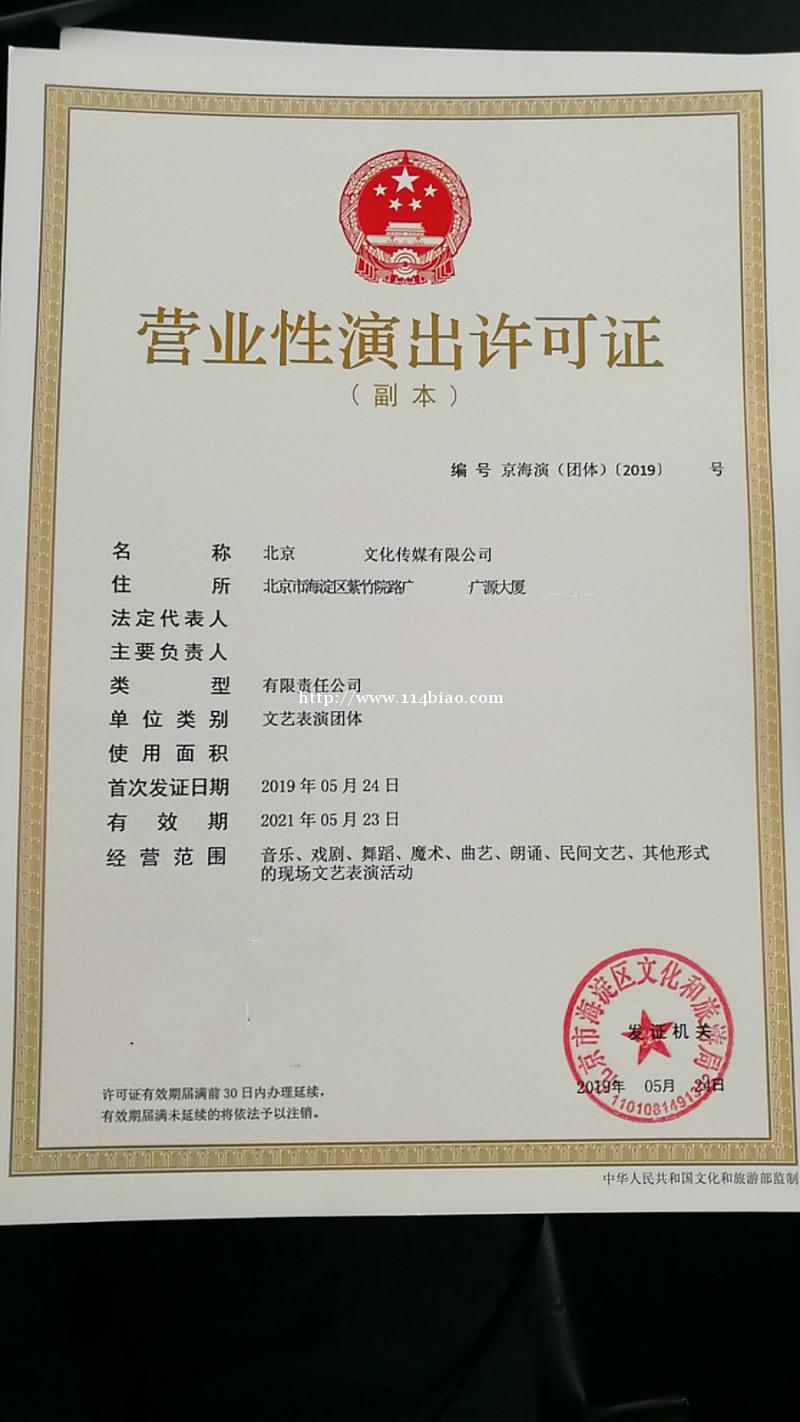 营业性演出许可证
（副本）
编号 京海演（团体）〔2019〕 号
名称 北京 文化传媒有限公司
住所 北京市海淀区紫竹院路广 广源大厦
法定代表人
主要负责人
类型 有限责任公司
http://www.114biao.com
单位类别 文艺表演团体
使用面积
首次发证日期 2019年05月24日
有效期 2021年05月23日
经营范围 音乐、戏剧、舞蹈、魔术、曲艺、朗诵、民间文艺、其他形式
的现场文艺表演活动
北京市海淀区文化和旅游局
发证机关
2019年 05月 24日
许可证有效期届满前30日内办理延续，
有效期届满未延续的将依法予以注销。
中华人民共和国文化和旅游部监制